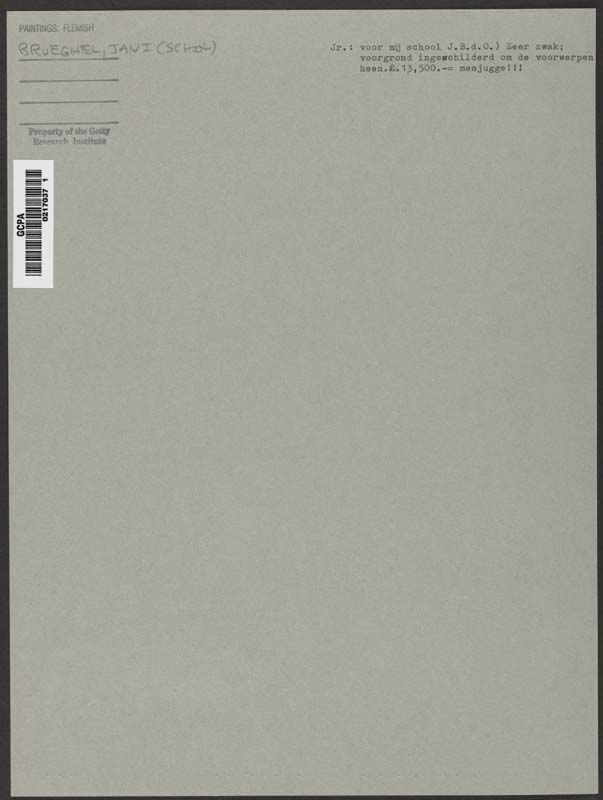 PAINTINGS: FLEMISH
BRUEGHEL, JAN I (SCHOOL)
Property of the Getty
Research Institute
GCPA
0217037 1
Jr.: voor mij school J.B.d.O.) Zeer zwak;
voorgrond ingeschilderd om de voorwerpen
heen.£.13,500.-= mesjugge!!!